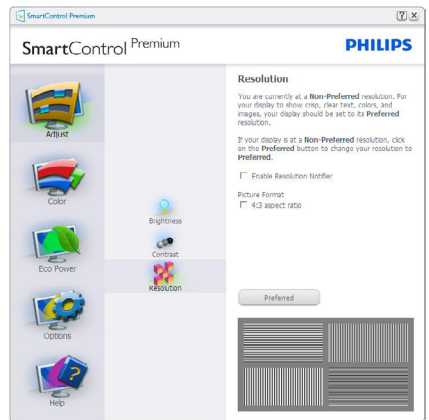 SmartControl Premium
SmartControl Premium
PHILIPS
Adjust
Color
Eco Power
Options
Help
Brightness
Contrast
Resolution
Resolution
You are currently at a Non-Preferred resolution. For
your display to show crisp, clear text, colors, and
images, your display should be set to its Preferred
resolution.
If your display is at a Non-Preferred resolution, click
on the Preferred button to change your resolution to
Preferred.
Enable Resolution Notifier
Picture Format
4:3 aspect ratio
Preferred